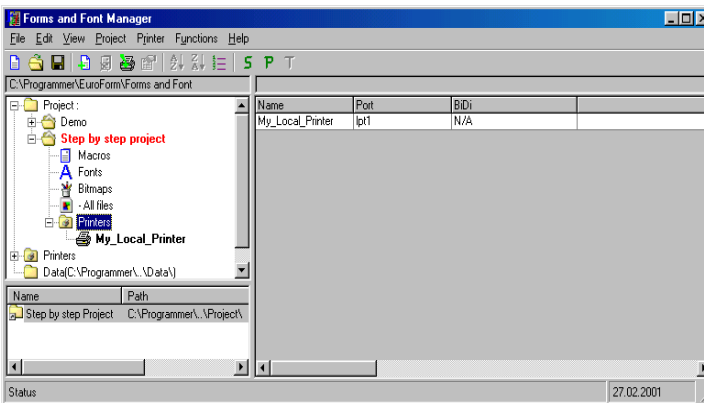 Forms and Font Manager
File Edit View Project Printer Functions Help
S P T
C:\Programmer\EuroForm\Forms and Font
Project :
Demo
Step by step project
Macros
Fonts
Bitmaps
- All files
Printers
My_Local_Printer
Printers
Data(C:\Programmer\..\Data\)
Name Port BiDi
My_Local_Printer lpt1 N/A
Name Path
Step by step Project C:\Programmer\..\Project\
Status 27.02.2001